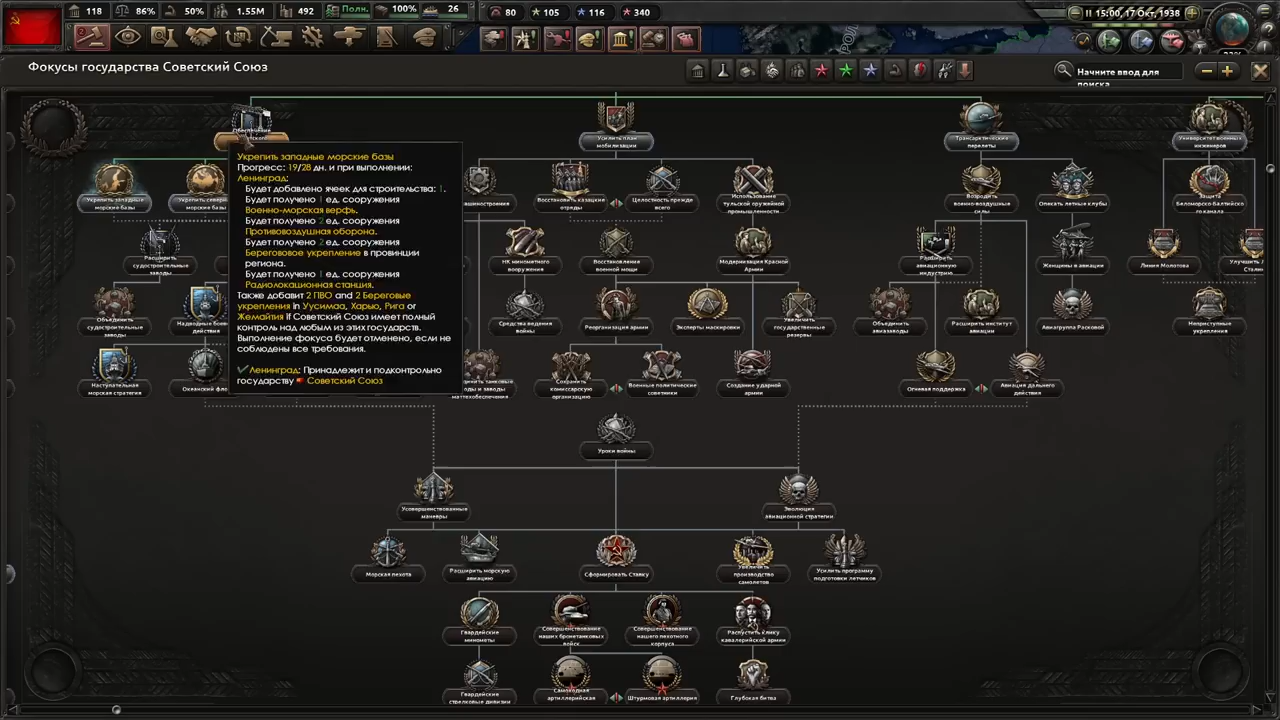 118 86% 50% 1.55M 492 Полн. 100% 26 80 105 116 340 15:00, 17 Окт, 1938
Фокусы государства Советский Союз
Начните ввод для
поиска
Усилить план
мобилизации
Трансарктические
перелеты
Университет военных
инженеров
Укрепить западные
морские базы
Укрепить западные морские базы
Прогресс: 19/28 дн. и при выполнении:
Ленинград:
Будет добавлено ячеек для строительства: 1.
Будет получено 1 ед. сооружения
Военно-морская верфь.
Будет получено 2 ед. сооружения
Противовоздушная оборона.
Будет получено 2 ед. сооружения
Береговое укрепление в провинции
региона.
Будет получено 1 ед. сооружения
Радиолокационная станция.
Также добавит 2 ПВО and 2 Береговые
укрепления in Уусимаа, Харью, Рига or
Жемайтия if Советский Союз имеет полный
контроль над любым из этих государств.
Выполнение фокуса будет отменено, если не
соблюдены все требования.
Ленинград: Принадлежит и подконтрольно
государству Советский Союз
Восстановить казацкие
отряды
Целостность прежде
всего
Использование
тульской оружейной
промышленности
Возродить
военно-воздушные
силы
Опекать летные клубы
Защита
Беломорско-Балтийско
го канала
Расширить
судостроительные
заводы
НК минометного
вооружения
Восстановление
военной мощи
Модернизация Красной
Армии
Расширить
авиационную
индустрию
Женщины в авиации
Линия Молотова
Объединить
судостроительные
заводы
Средства ведения
войны
Реорганизация армии
Эксперты маскировки
Увеличить
государственные
резервы
Объединить
авиазаводы
Расширить институт
авиации
Авиагруппа Расковой
Неприступные
укрепления
Наступательная
морская стратегия
Сохранить
комиссарскую
организацию
Военные политические
советники
Создание ударной
армии
Огневая поддержка
Авиация дальнего
действия
Уроки войны
Усовершенствованные
маневры
Эволюция
авиационной стратегии
Морская пехота
Расширить морскую
авиацию
Сформировать Ставку
Увеличить
производство
самолетов
Усилить программу
подготовки летчиков
Гвардейские
минометы
Совершенствование
наших бронетанковых
войск
Совершенствование
нашего пехотного
корпуса
Распустить клику
кавалерийской армии
Гвардейские
стрелковые дивизии
Самоходная
артиллерийская
Штурмовая артиллерия
Глубокая битва